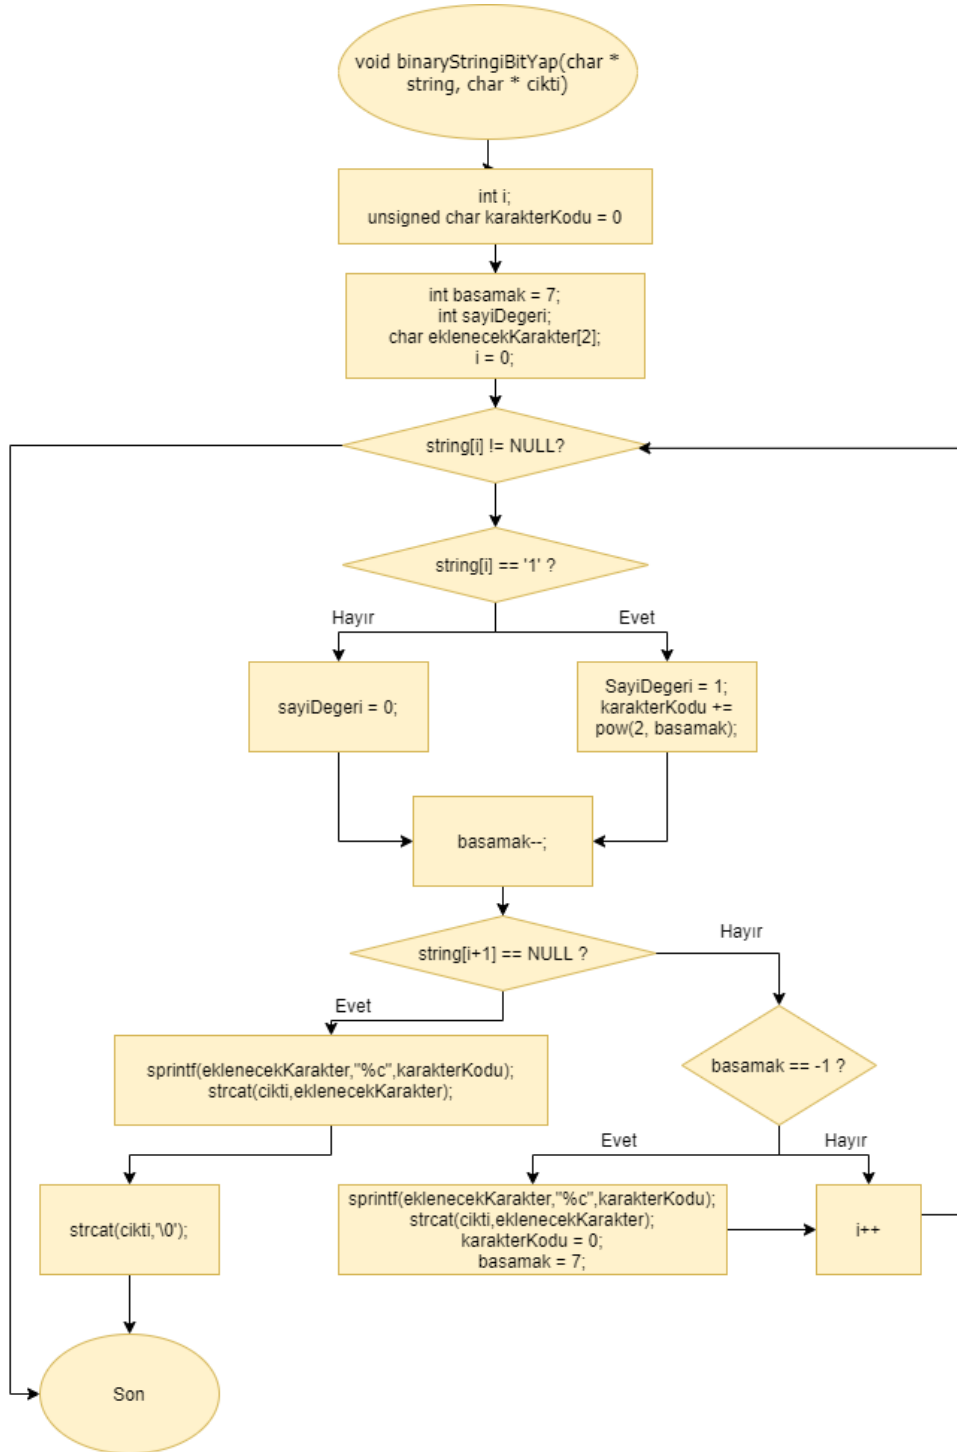 void binaryStringiBitYap(char *
string, char * cikti)
int i;
unsigned char karakterKodu = 0
int basamak = 7;
int sayiDegeri;
char eklenecekKarakter[2];
i = 0;
string[i] != NULL?
string[i] == '1' ?
Hayır
Evet
sayiDegeri = 0;
SayiDegeri = 1;
karakterKodu +=
pow(2, basamak);
basamak--;
string[i+1] == NULL ?
Hayır
Evet
sprintf(eklenecekKarakter,"%c",karakterKodu);
strcat(cikti,eklenecekKarakter);
basamak == -1 ?
Evet
Hayır
strcat(cikti,'\0');
sprintf(eklenecekKarakter,"%c",karakterKodu);
strcat(cikti,eklenecekKarakter);
karakterKodu = 0;
basamak = 7;
i++
Son